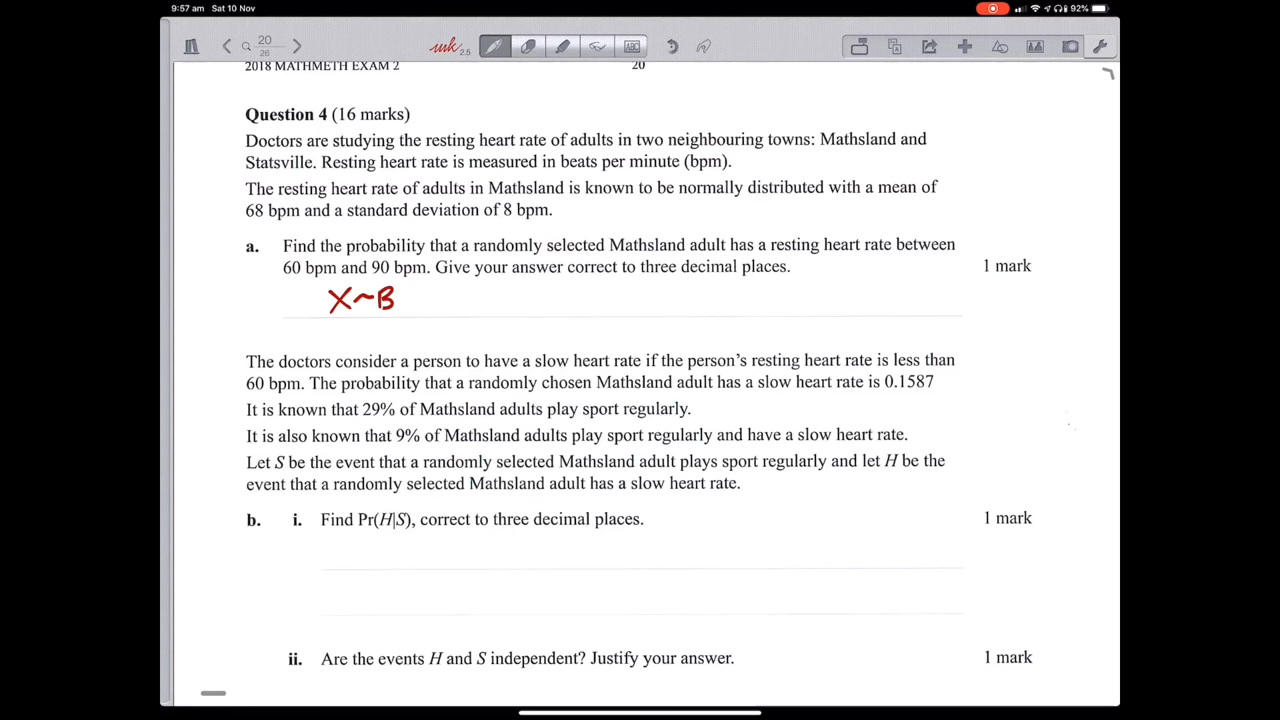 9:57 am Sat 10 Nov
92%
20
26
mk 2.5
ABC
2018 MATHMETH EXAM 2
20
Question 4 (16 marks)
Doctors are studying the resting heart rate of adults in two neighbouring towns: Mathsland and
Statsville. Resting heart rate is measured in beats per minute (bpm).
The resting heart rate of adults in Mathsland is known to be normally distributed with a mean of
68 bpm and a standard deviation of 8 bpm.
a. Find the probability that a randomly selected Mathsland adult has a resting heart rate between
60 bpm and 90 bpm. Give your answer correct to three decimal places. 1 mark
X~B
The doctors consider a person to have a slow heart rate if the person's resting heart rate is less than
60 bpm. The probability that a randomly chosen Mathsland adult has a slow heart rate is 0.1587
It is known that 29% of Mathsland adults play sport regularly.
It is also known that 9% of Mathsland adults play sport regularly and have a slow heart rate.
Let S be the event that a randomly selected Mathsland adult plays sport regularly and let H be the
event that a randomly selected Mathsland adult has a slow heart rate.
b. i. Find Pr(H|S), correct to three decimal places. 1 mark
ii. Are the events H and S independent? Justify your answer. 1 mark